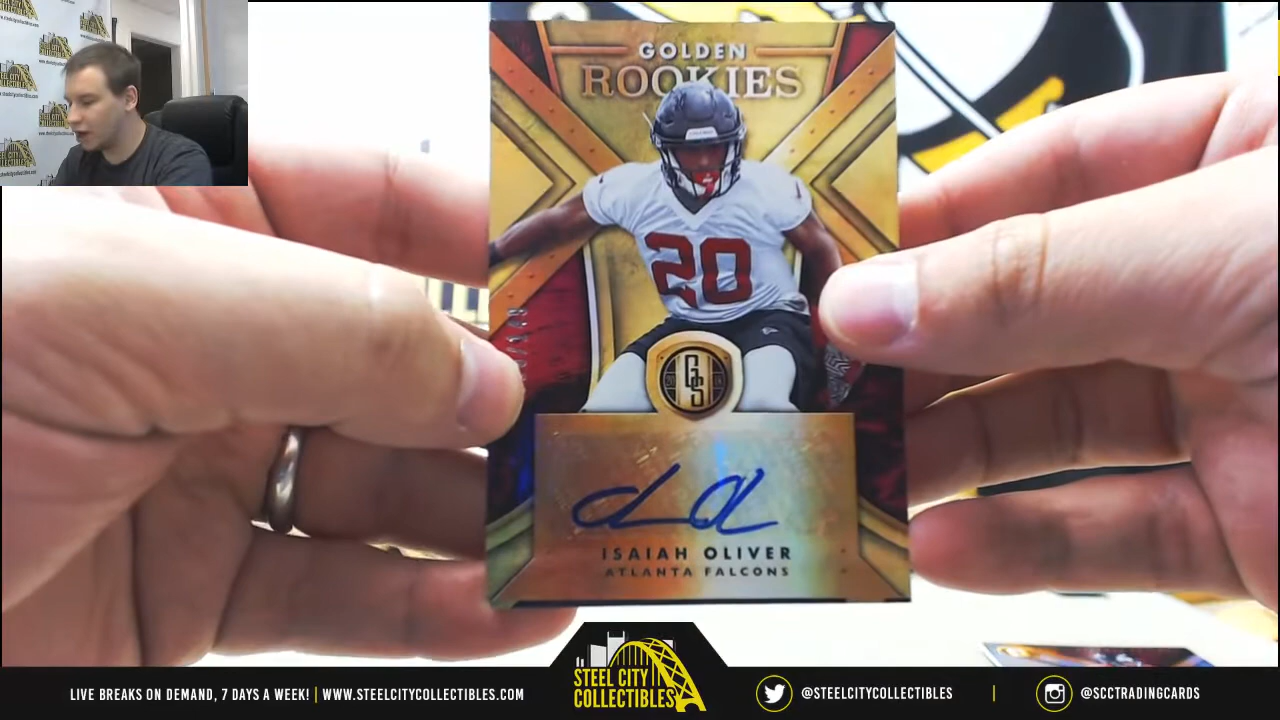 GOLDEN
ROOKIES
20
GS
ISAIAH OLIVER
ATLANTA FALCONS
LIVE BREAKS ON DEMAND, 7 DAYS A WEEK! | WWW.STEELCITYCOLLECTIBLES.COM
STEEL CITY
COLLECTIBLES
@STEELCITYCOLLECTIBLES
@SCCTRADINGCARDS